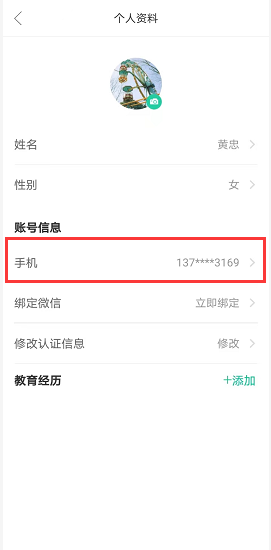 个人资料
姓名 黄忠
性别 女
账号信息
手机 137****3169
绑定微信 立即绑定
修改认证信息 修改
教育经历 +添加